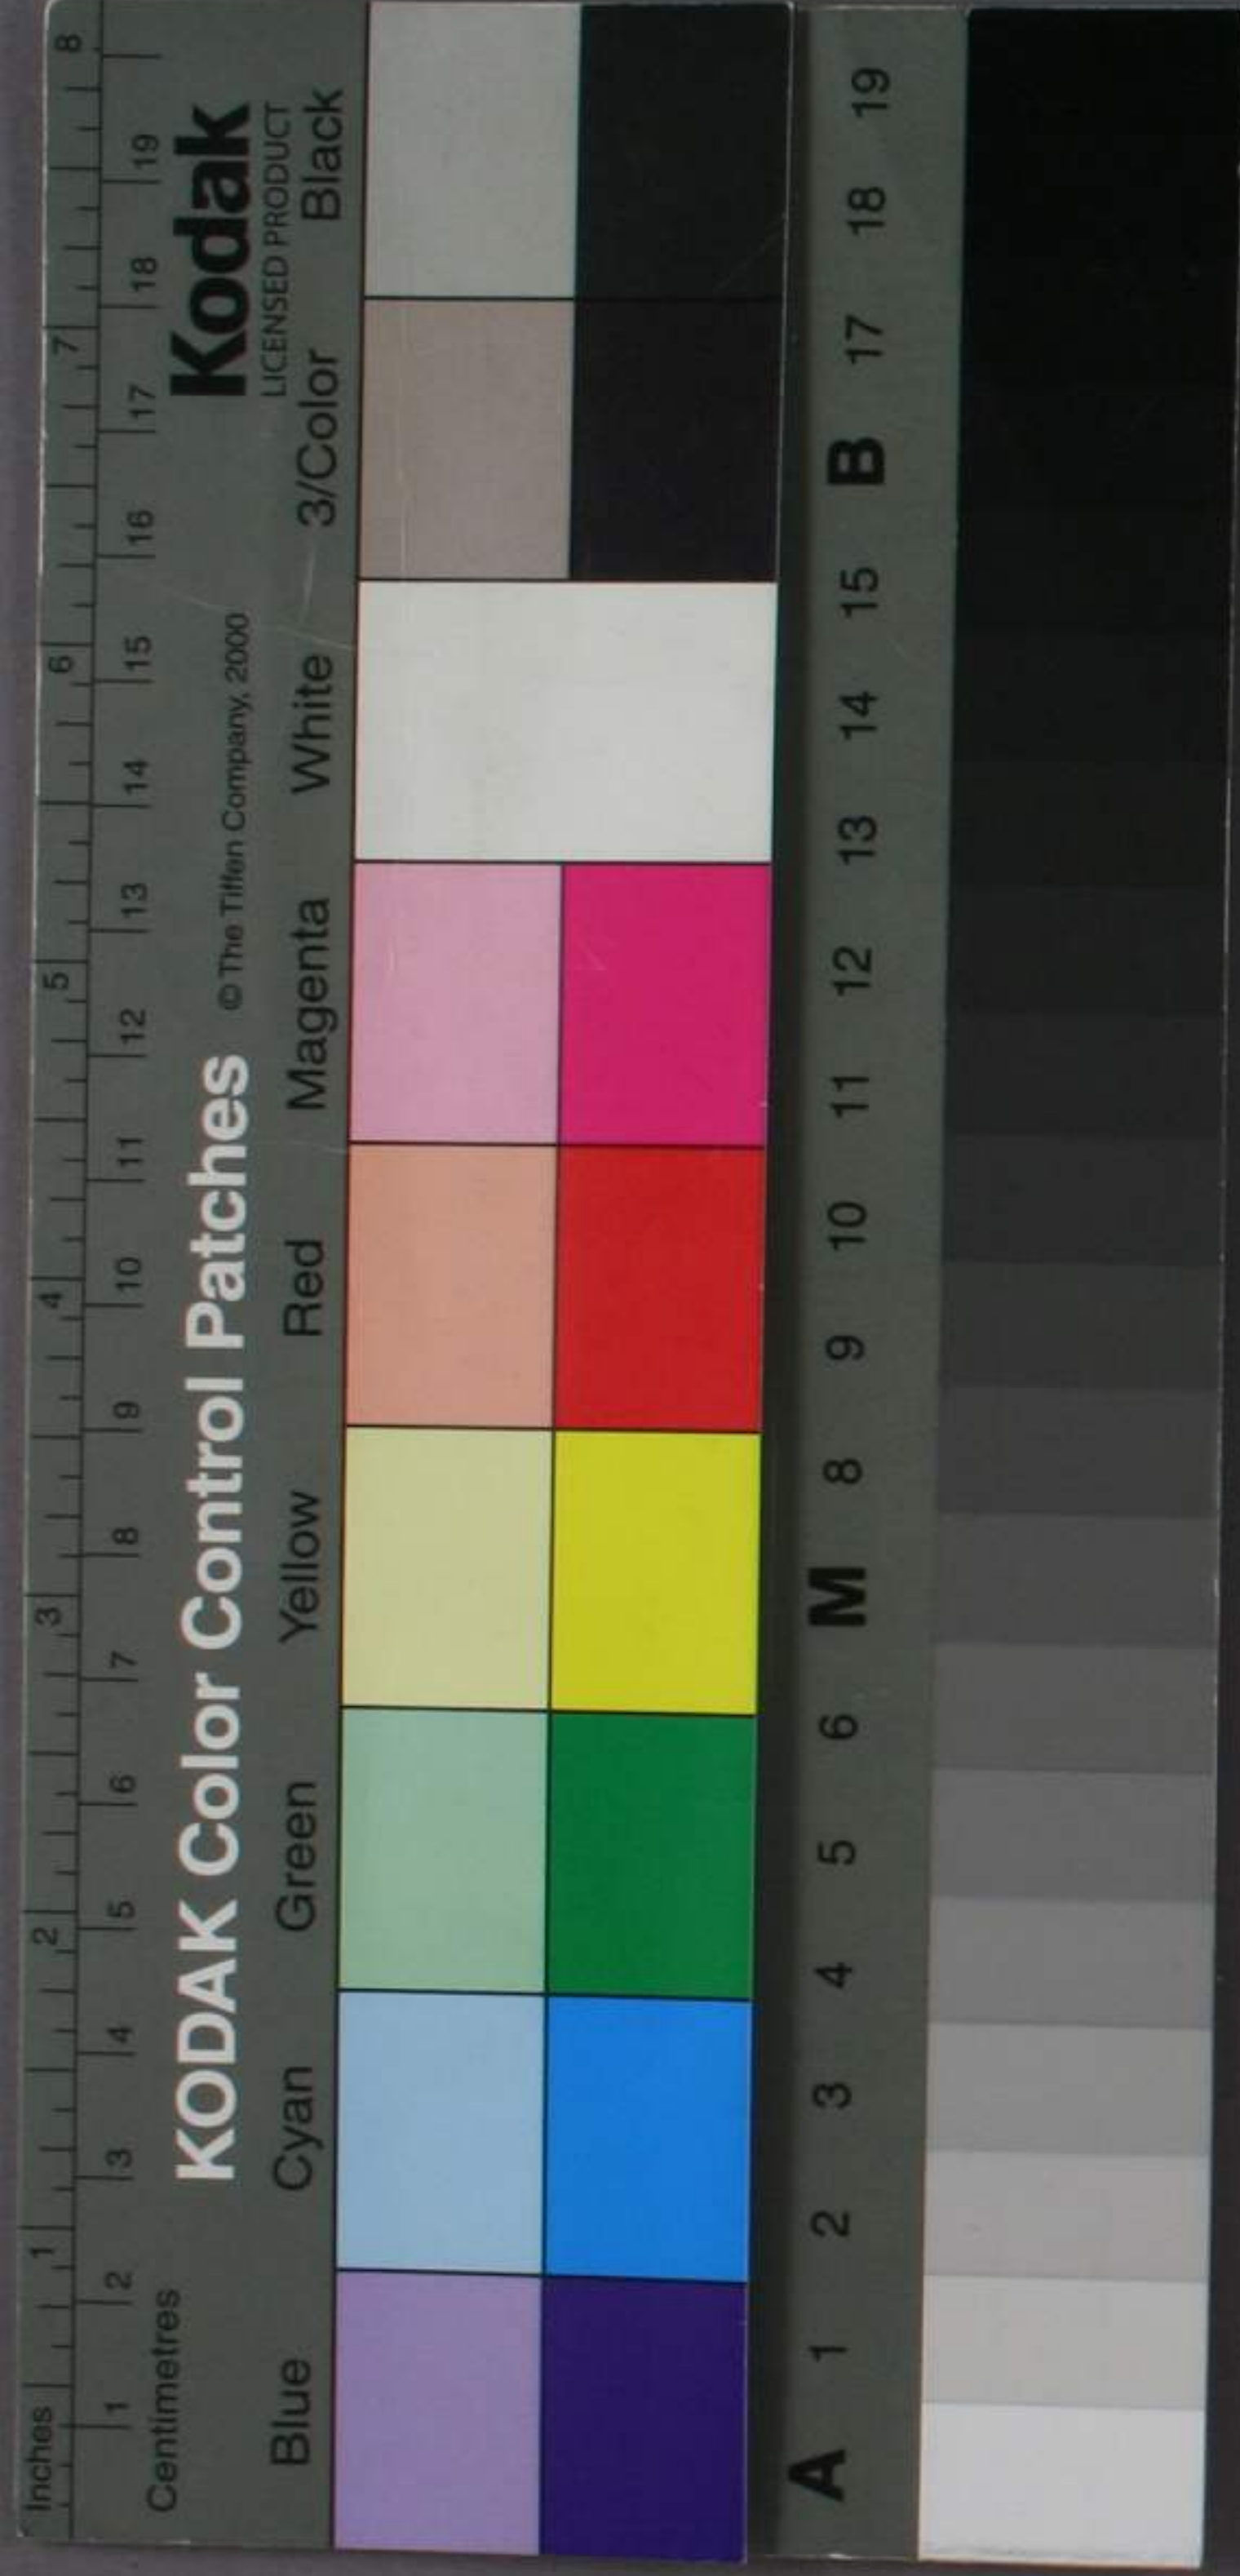 Inches 1 2 3 4 5 6 7 8
1 2 3 4 5 6 7 8 9 10 11 12 13 14 15 16 17 18 19
Centimetres
KODAK Color Control Patches © The Tiffen Company, 2000
Kodak
LICENSED PRODUCT
Blue Cyan Green Yellow Red Magenta White 3/Color Black
A 1 2 3 4 5 6 M 8 9 10 11 12 13 14 15 B 17 18 19